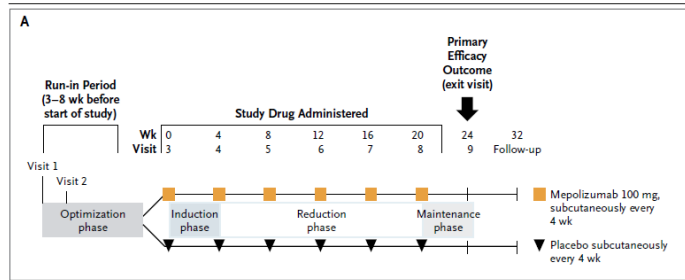 A
Primary
Efficacy
Outcome
(exit visit)
Run-in Period
(3–8 wk before
start of study)
Study Drug Administered
Wk 0 4 8 12 16 20 24 32
Visit 3 4 5 6 7 8 9 Follow-up
Visit 1
Visit 2
Optimization
phase
Induction
phase
Reduction
phase
Maintenance
phase
Mepolizumab 100 mg,
subcutaneously every
4 wk
Placebo subcutaneously
every 4 wk